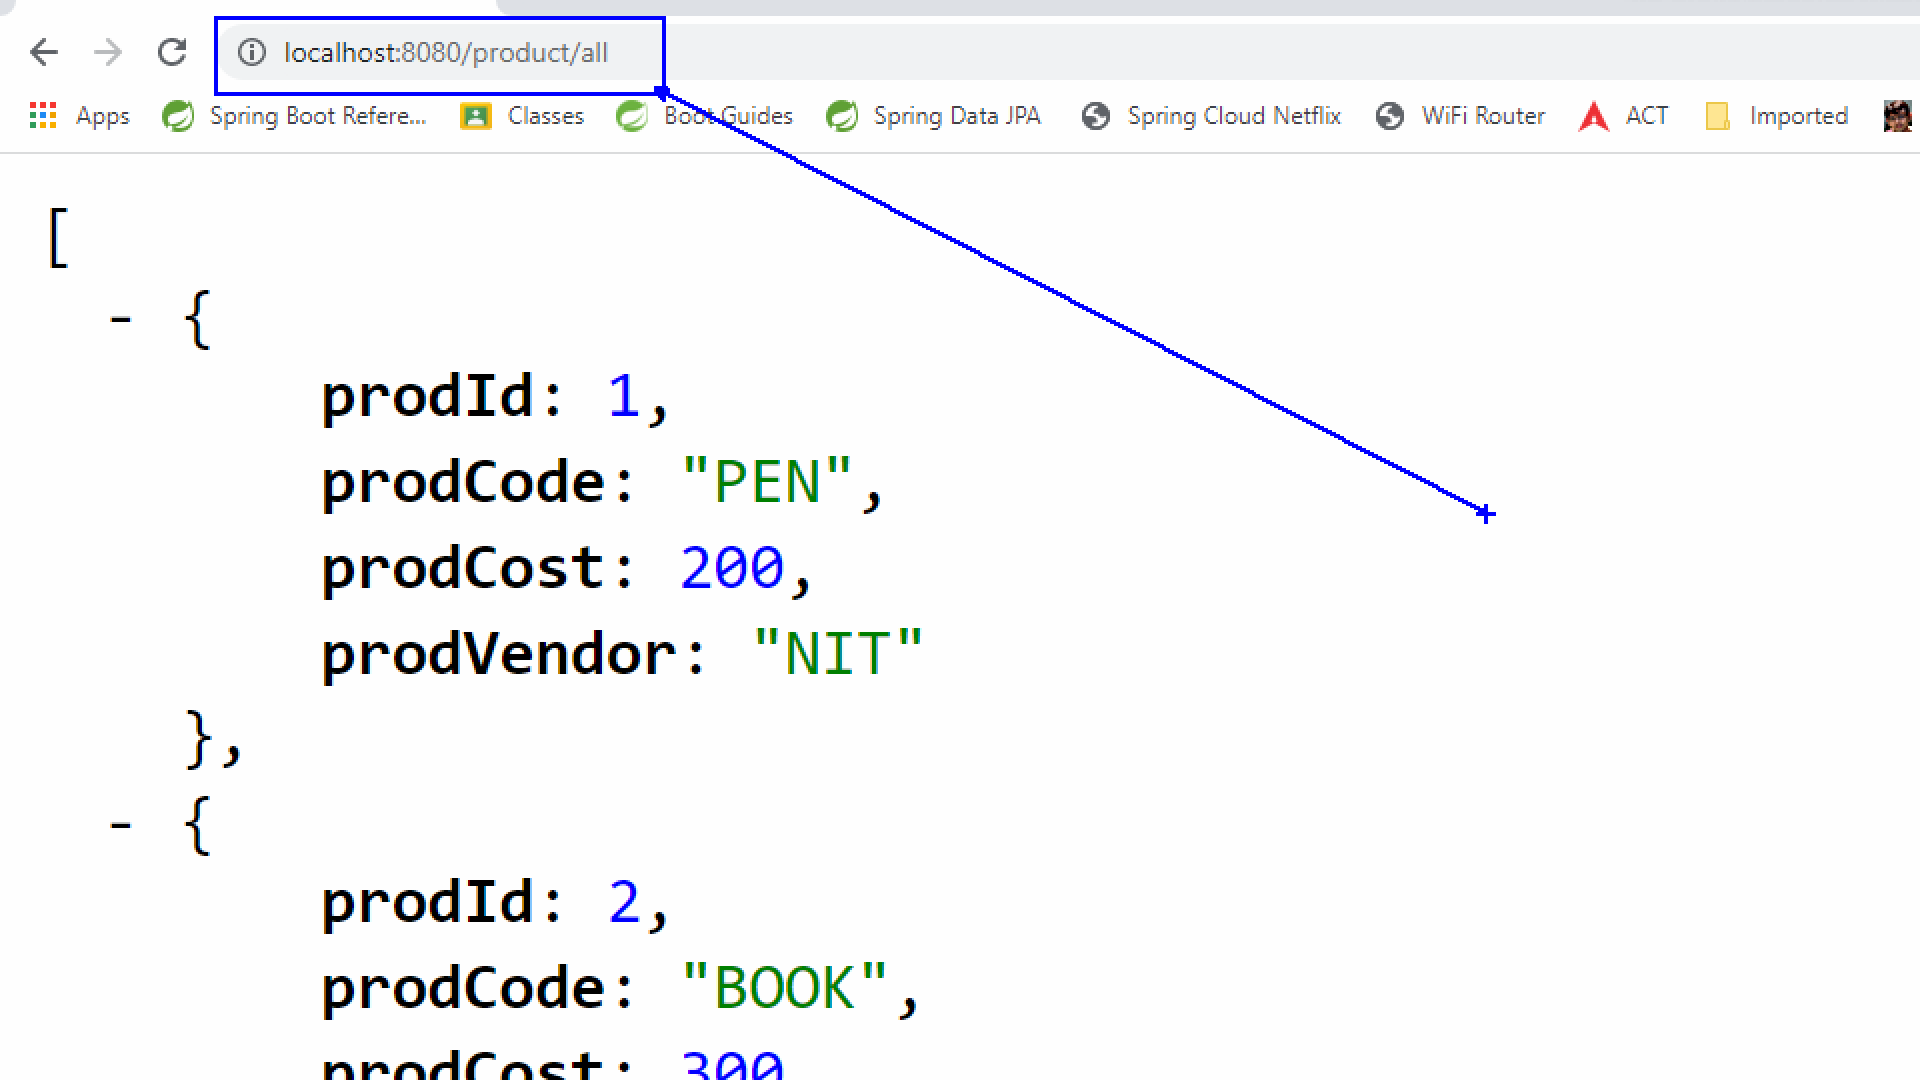 localhost:8080/product/all
Apps Spring Boot Refere... Classes Boot Guides Spring Data JPA Spring Cloud Netflix WiFi Router ACT Imported
[
- {
prodId: 1,
prodCode: "PEN",
prodCost: 200,
prodVendor: "NIT"
},
- {
prodId: 2,
prodCode: "BOOK",
prodCost: 300